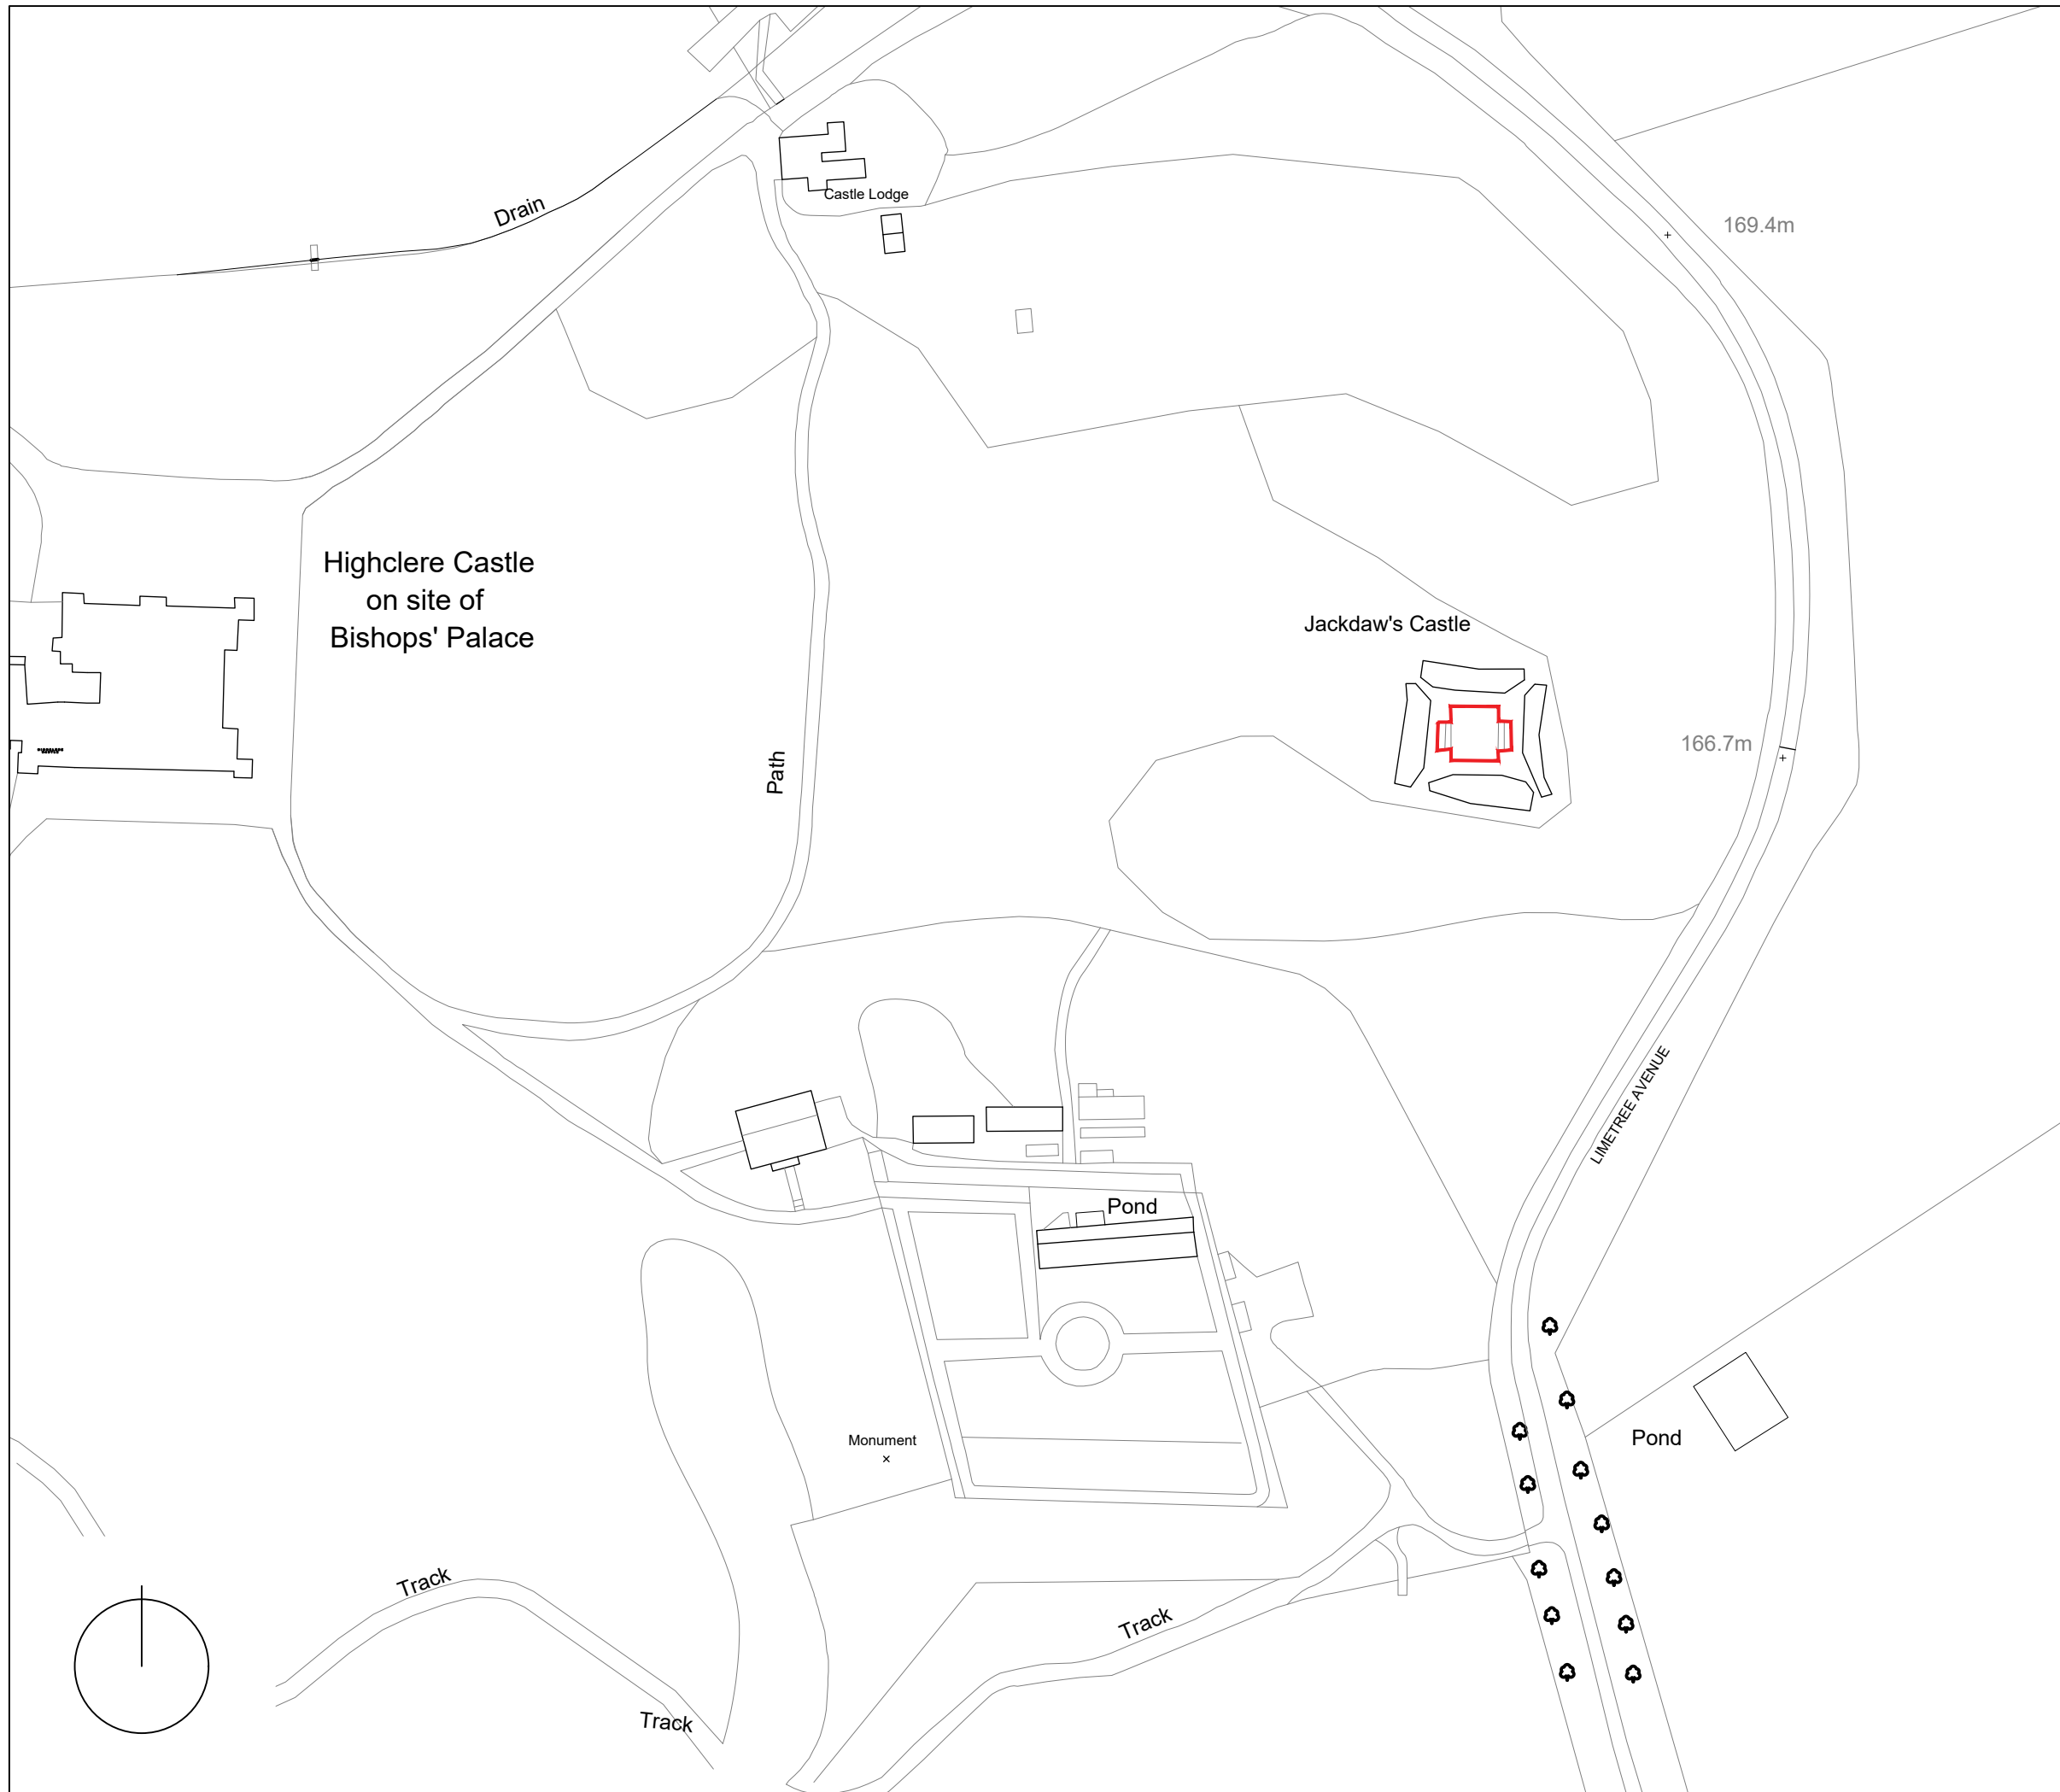 Drain
Castle Lodge
169.4m
Highclere Castle
on site of
Bishops' Palace
Jackdaw's Castle
166.7m
Path
LIMETREE AVENUE
Pond
Monument
Pond
Track
Track
Track